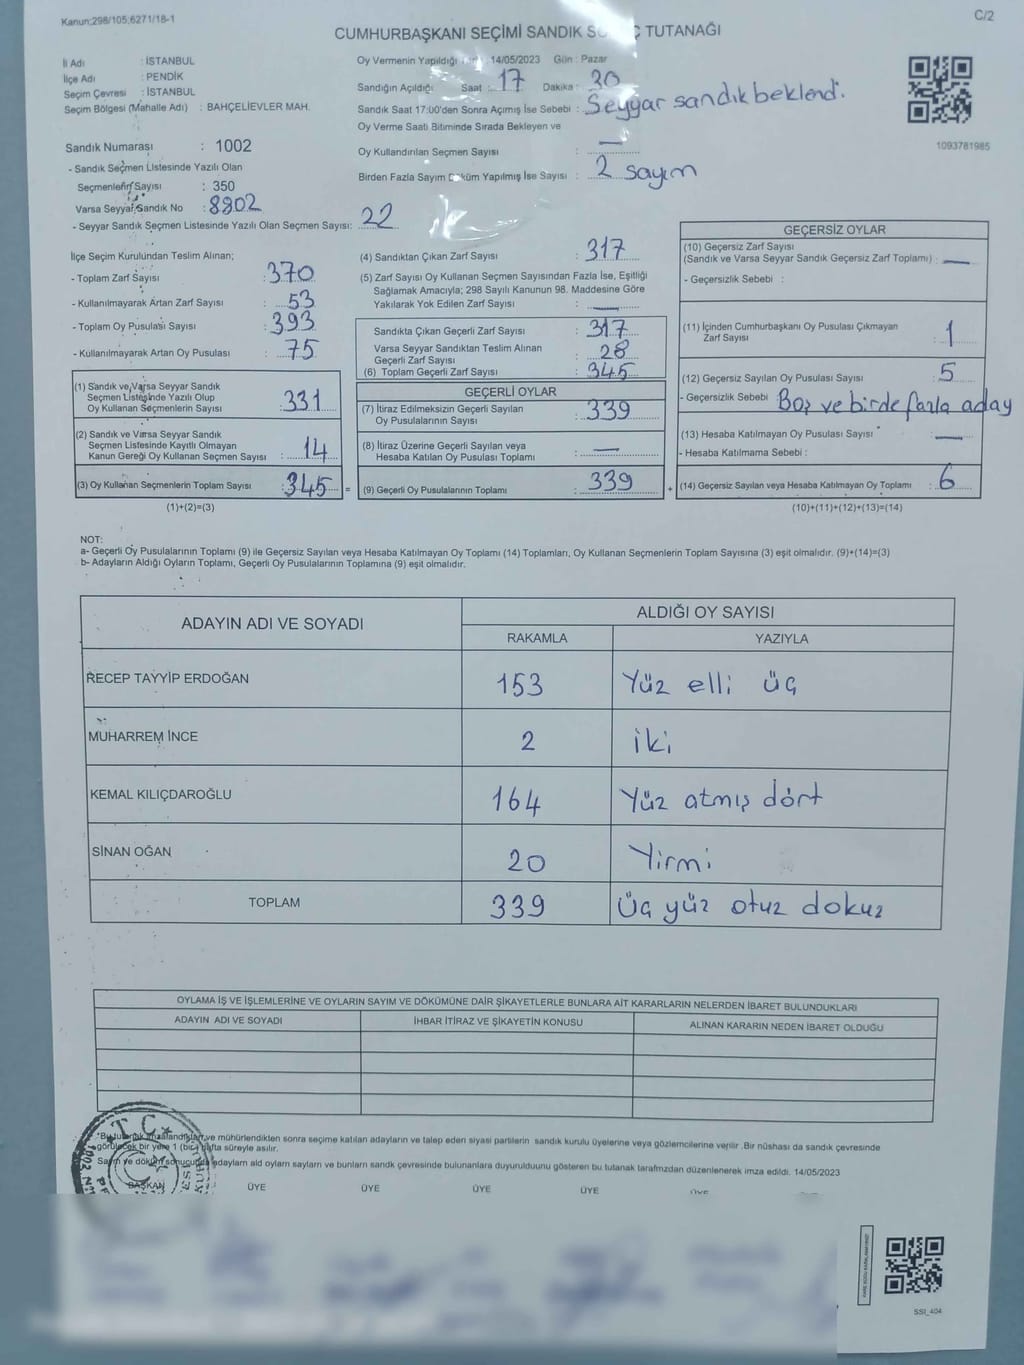 Kanun;298/105;6271/18-1
C/2
CUMHURBAŞKANI SEÇİMİ SANDIK TUTANAĞI
İl Adı : İSTANBUL
İlçe Adı : PENDİK
Seçim Çevresi : İSTANBUL
Seçim Bölgesi (Mahalle Adı) : BAHÇELİEVLER MAH.
Oy Vermenin Yapıldığı 14/05/2023 Gün : Pazar
Sandığın Açıldığı Saat : 17 Dakika : 30
Sandık Saat 17:00'den Sonra Açmış İse Sebebi : Seyyar sandık beklendi.
Oy Verme Saati Bitiminde Sırada Bekleyen ve
Oy Kullandırılan Seçmen Sayısı : —
Birden Fazla Sayım Döküm Yapılmış İse Sayısı : 2 sayım
1093781985
Sandık Numarası : 1002
- Sandık Seçmen Listesinde Yazılı Olan
Seçmenlerin Sayısı : 350
Varsa Seyyar Sandık No : 8902
- Seyyar Sandık Seçmen Listesinde Yazılı Olan Seçmen Sayısı: 22
İlçe Seçim Kurulundan Teslim Alınan;
- Toplam Zarf Sayısı : 370
- Kullanılmayarak Artan Zarf Sayısı : 53
- Toplam Oy Pusulası Sayısı : 393
- Kullanılmayarak Artan Oy Pusulası : 75
(1) Sandık ve Varsa Seyyar Sandık
Seçmen Listesinde Yazılı Olup
Oy Kullanan Seçmenlerin Sayısı : 331
(2) Sandık ve Varsa Seyyar Sandık
Seçmen Listesinde Kayıtlı Olmayan
Kanun Gereği Oy Kullanan Seçmen Sayısı : 14
(3) Oy Kullanan Seçmenlerin Toplam Sayısı : 345 =
(1)+(2)=(3)
(4) Sandıktan Çıkan Zarf Sayısı : 317
(5) Zarf Sayısı Oy Kullanan Seçmen Sayısından Fazla İse, Eşitliği
Sağlamak Amacıyla; 298 Sayılı Kanunun 98. Maddesine Göre
Yakılarak Yok Edilen Zarf Sayısı : —
Sandıkta Çıkan Geçerli Zarf Sayısı : 317
Varsa Seyyar Sandıktan Teslim Alınan
Geçerli Zarf Sayısı : 28
(6) Toplam Geçerli Zarf Sayısı : 345
GEÇERLİ OYLAR
(7) İtiraz Edilmeksizin Geçerli Sayılan
Oy Pusulalarının Sayısı : 339
(8) İtiraz Üzerine Geçerli Sayılan veya
Hesaba Katılan Oy Pusulası Toplamı : —
(9) Geçerli Oy Pusulalarının Toplamı : 339 +
GEÇERSİZ OYLAR
(10) Geçersiz Zarf Sayısı
(Sandık ve Varsa Seyyar Sandık Geçersiz Zarf Toplamı) : —
- Geçersizlik Sebebi :
(11) İçinden Cumhurbaşkanı Oy Pusulası Çıkmayan
Zarf Sayısı : 1
(12) Geçersiz Sayılan Oy Pusulası Sayısı : 5
- Geçersizlik Sebebi : Boş ve birde fazla aday
(13) Hesaba Katılmayan Oy Pusulası Sayısı : —
- Hesaba Katılmama Sebebi :
(14) Geçersiz Sayılan veya Hesaba Katılmayan Oy Toplamı : 6
(10)+(11)+(12)+(13)=(14)
NOT:
a- Geçerli Oy Pusulalarının Toplamı (9) ile Geçersiz Sayılan veya Hesaba Katılmayan Oy Toplamı (14) Toplamları, Oy Kullanan Seçmenlerin Toplam Sayısına (3) eşit olmalıdır. (9)+(14)=(3)
b- Adayların Aldığı Oyların Toplamı, Geçerli Oy Pusulalarının Toplamına (9) eşit olmalıdır.
ADAYIN ADI VE SOYADI
ALDIĞI OY SAYISI
RAKAMLA YAZIYLA
RECEP TAYYİP ERDOĞAN 153 Yüz elli üç
MUHARREM İNCE 2 iki
KEMAL KILIÇDAROĞLU 164 Yüz atmış dört
SİNAN OĞAN 20 Yirmi
TOPLAM 339 Üç yüz otuz dokuz
OYLAMA İŞ VE İŞLEMLERİNE VE OYLARIN SAYIM VE DÖKÜMÜNE DAİR ŞİKAYETLERLE BUNLARA AİT KARARLARIN NELERDEN İBARET BULUNDUKLARI
ADAYIN ADI VE SOYADI İHBAR İTİRAZ VE ŞİKAYETİN KONUSU ALINAN KARARIN NEDEN İBARET OLDUĞU
ve mühürlendikten sonra seçime katılan adayların ve talep eden siyasi partilerin sandık kurulu üyelerine veya gözlemcilerine verilir .Bir nüshası da sandık çevresinde
görülecek bir yere 1 (bir) hafta süreyle asılır.
Sayım ve döküm adayların ald oyların sayları ve bunların sandık çevresinde bulunanlara duyurulduunu gösteren bu tutanak tarafmzdan düzenlenerek imza edildi. 14/05/2023
BAŞKAN ÜYE ÜYE ÜYE ÜYE ÜYE
T.C.
SSI_404